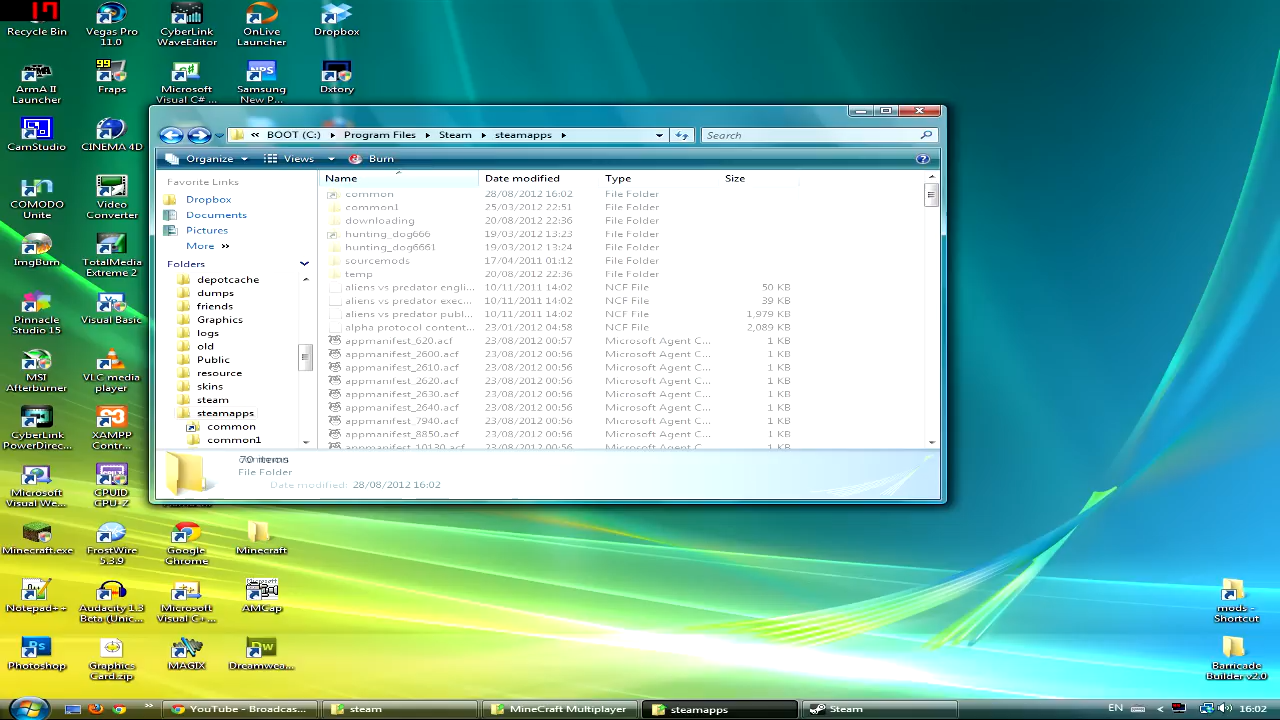 17
Recycle Bin
Vegas Pro
11.0
CyberLink
WaveEditor
OnLive
Launcher
Dropbox
ArmA II
Launcher
99
Fraps
Microsoft
Visual C# ...
NPS
Samsung
New P...
Dxtory
CamStudio
CINEMA 4D
COMODO
Unite
Video
Converter
ImgBurn
TotalMedia
Extreme 2
Pinnacle
Studio 15
Visual Basic
MSI
Afterburner
VLC media
player
CyberLink
PowerDirec...
XAMPP
Contr...
Microsoft
Visual We...
CPUID
CPU-Z
Minecraft.exe
FrostWire
5.3.9
Google
Chrome
Minecraft
Notepad++
Audacity 1.3
Beta (Unic...
Microsoft
Visual C+...
Microsoft
AMCap
Ps
Photoshop
Graphics
Card.zip
MAGIX
Dw
Dreamwea...
mods -
Shortcut
Barricade
Builder v2.0
BOOT (C:) Program Files Steam steamapps
Search
Organize Views Burn
Favorite Links
Dropbox
Documents
Pictures
More »
Folders
depotcache
dumps
friends
Graphics
logs
old
Public
resource
skins
steam
steamapps
common
common1
Name Date modified Type Size
common 28/08/2012 16:02 File Folder
common1 25/03/2012 22:51 File Folder
downloading 20/08/2012 22:36 File Folder
hunting_dog666 19/03/2012 13:23 File Folder
hunting_dog6661 19/03/2012 13:24 File Folder
sourcemods 17/04/2011 01:12 File Folder
temp 20/08/2012 22:36 File Folder
aliens vs predator engli... 10/11/2011 14:02 NCF File 50 KB
aliens vs predator exec... 10/11/2011 14:02 NCF File 39 KB
aliens vs predator publ... 10/11/2011 14:02 NCF File 1,979 KB
alpha protocol content... 23/01/2012 04:58 NCF File 2,089 KB
appmanifest_620.acf 23/08/2012 00:57 Microsoft Agent C... 1 KB
appmanifest_2600.acf 23/08/2012 00:56 Microsoft Agent C... 1 KB
appmanifest_2610.acf 23/08/2012 00:56 Microsoft Agent C... 1 KB
appmanifest_2620.acf 23/08/2012 00:56 Microsoft Agent C... 1 KB
appmanifest_2630.acf 23/08/2012 00:56 Microsoft Agent C... 1 KB
appmanifest_2640.acf 23/08/2012 00:56 Microsoft Agent C... 1 KB
appmanifest_7940.acf 23/08/2012 00:56 Microsoft Agent C... 1 KB
appmanifest_8850.acf 23/08/2012 00:56 Microsoft Agent C... 1 KB
appmanifest_10130.acf 23/08/2012 00:56 Microsoft Agent C... 1 KB
70 items
File Folder
Date modified: 28/08/2012 16:02
YouTube - Broadcas... steam MineCraft Multiplayer steamapps Steam EN 16:02